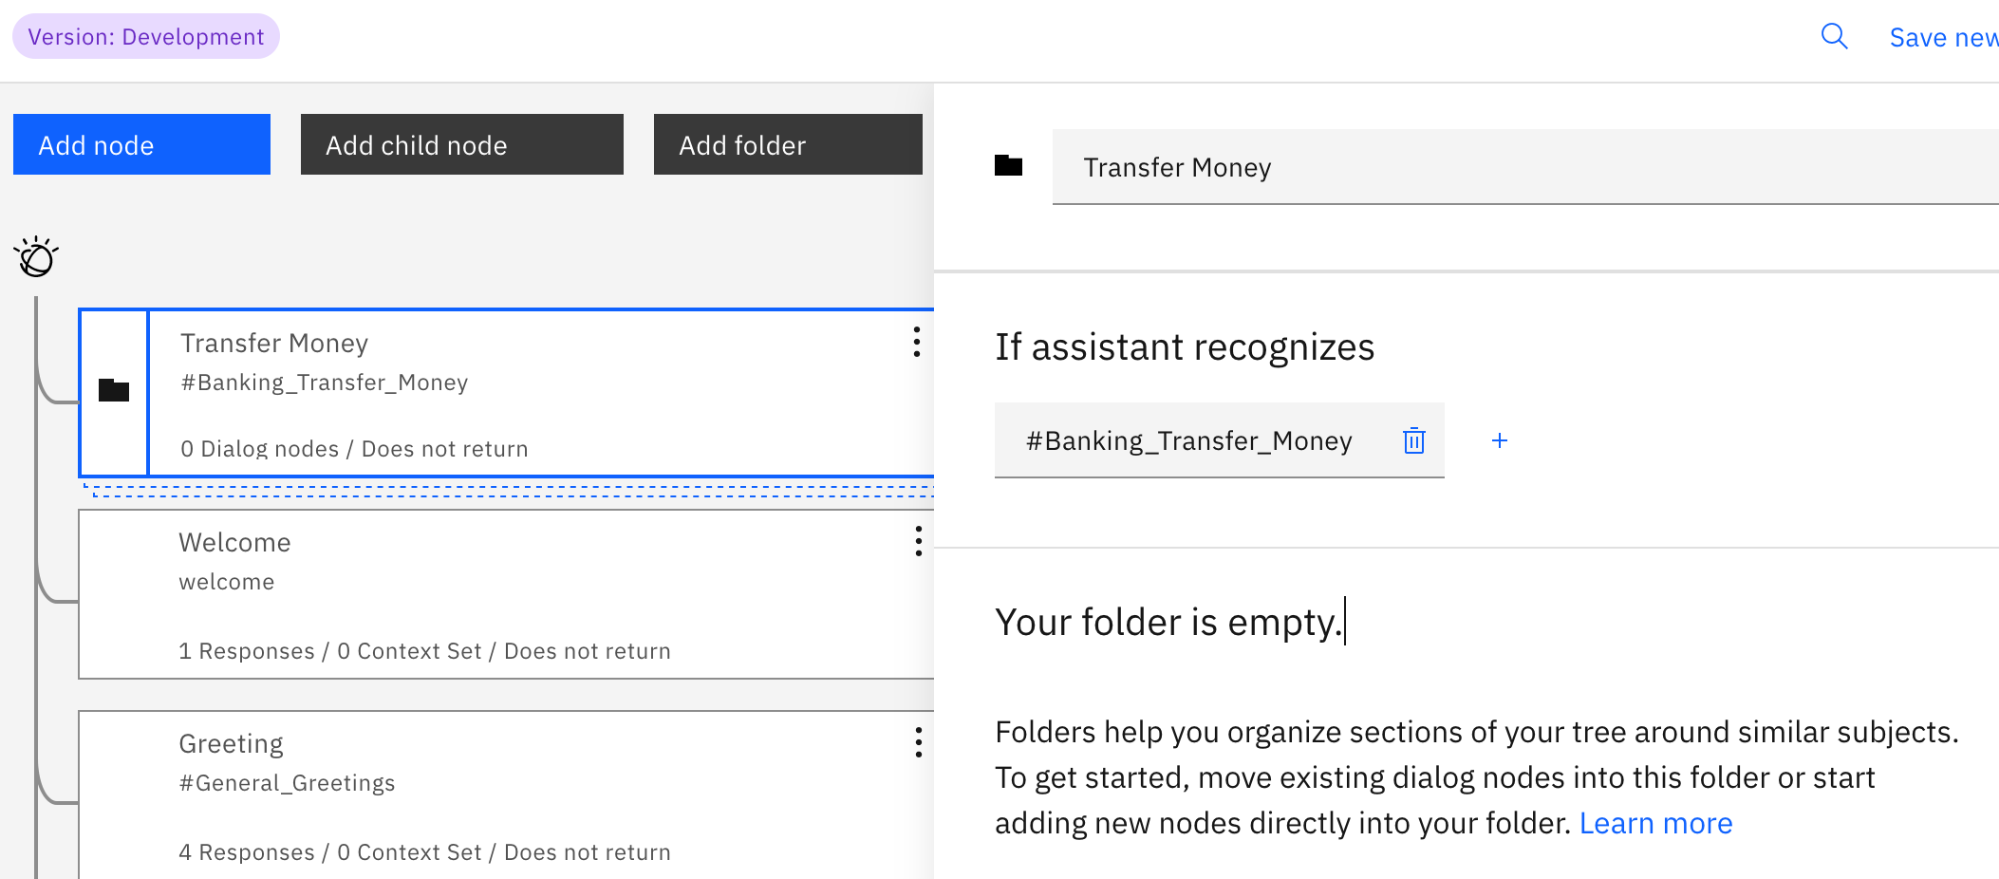 Version: Development
Save new
Add node
Add child node
Add folder
Transfer Money
#Banking_Transfer_Money
0 Dialog nodes / Does not return
Welcome
welcome
1 Responses / 0 Context Set / Does not return
Greeting
#General_Greetings
4 Responses / 0 Context Set / Does not return
Transfer Money
If assistant recognizes
#Banking_Transfer_Money
Your folder is empty.
Folders help you organize sections of your tree around similar subjects.
To get started, move existing dialog nodes into this folder or start
adding new nodes directly into your folder. Learn more